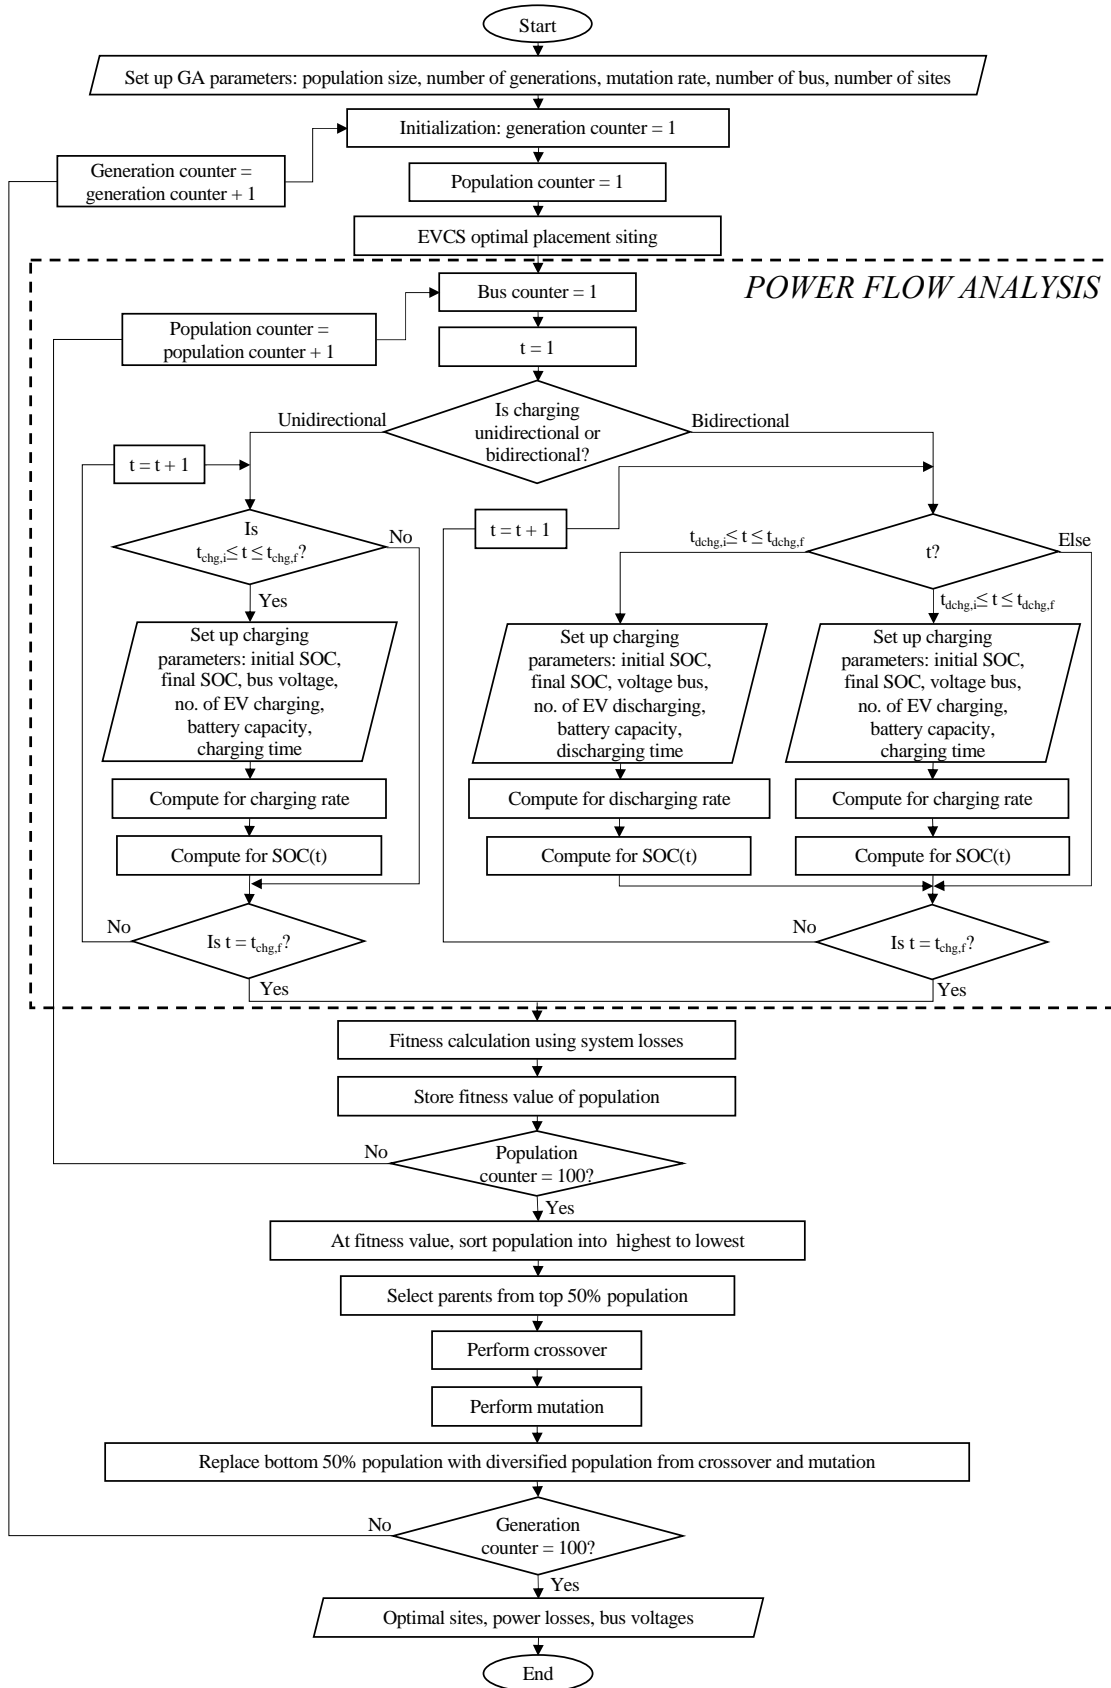 Start
Set up GA parameters: population size, number of generations, mutation rate, number of bus, number of sites
Initialization: generation counter = 1
Generation counter =
generation counter + 1
Population counter = 1
EVCS optimal placement siting
POWER FLOW ANALYSIS
Bus counter = 1
Population counter =
population counter + 1
t = 1
Is charging
unidirectional or
bidirectional?
Unidirectional
Bidirectional
t = t + 1
Is
t_chg,i ≤ t ≤ t_chg,f?
No
Yes
Set up charging
parameters: initial SOC,
final SOC, bus voltage,
no. of EV charging,
battery capacity,
charging time
Compute for charging rate
Compute for SOC(t)
No
Is t = t_chg,f?
Yes
t = t + 1
t_dchg,i ≤ t ≤ t_dchg,f
t?
Else
t_dchg,i ≤ t ≤ t_dchg,f
Set up charging
parameters: initial SOC,
final SOC, voltage bus,
no. of EV discharging,
battery capacity,
discharging time
Compute for discharging rate
Compute for SOC(t)
Set up charging
parameters: initial SOC,
final SOC, voltage bus,
no. of EV charging,
battery capacity,
charging time
Compute for charging rate
Compute for SOC(t)
No
Is t = t_chg,f?
Yes
Fitness calculation using system losses
Store fitness value of population
No
Population
counter = 100?
Yes
At fitness value, sort population into highest to lowest
Select parents from top 50% population
Perform crossover
Perform mutation
Replace bottom 50% population with diversified population from crossover and mutation
No
Generation
counter = 100?
Yes
Optimal sites, power losses, bus voltages
End